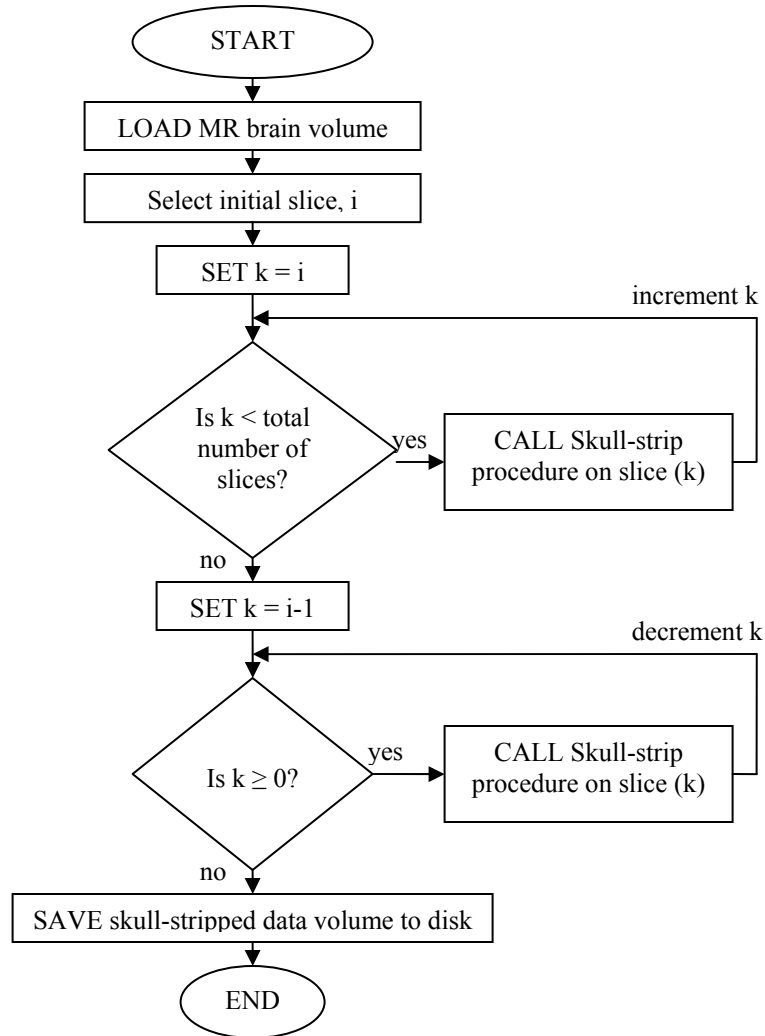 START
LOAD MR brain volume
Select initial slice, i
SET k = i
increment k
Is k < total
number of
slices?
yes
CALL Skull-strip
procedure on slice (k)
no
SET k = i-1
decrement k
Is k ≥ 0?
yes
CALL Skull-strip
procedure on slice (k)
no
SAVE skull-stripped data volume to disk
END